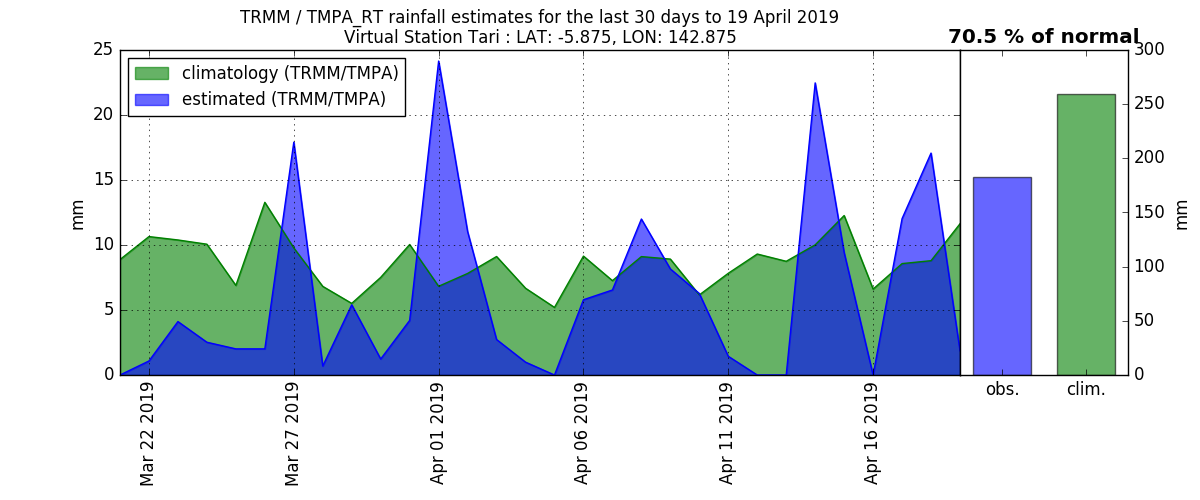 TRMM / TMPA_RT rainfall estimates for the last 30 days to 19 April 2019
Virtual Station Tari : LAT: -5.875, LON: 142.875
70.5 % of normal
climatology (TRMM/TMPA)
estimated (TRMM/TMPA)
25
20
15
10
5
0
mm
Mar 22 2019
Mar 27 2019
Apr 01 2019
Apr 06 2019
Apr 11 2019
Apr 16 2019
300
250
200
150
100
50
0
mm
obs.
clim.